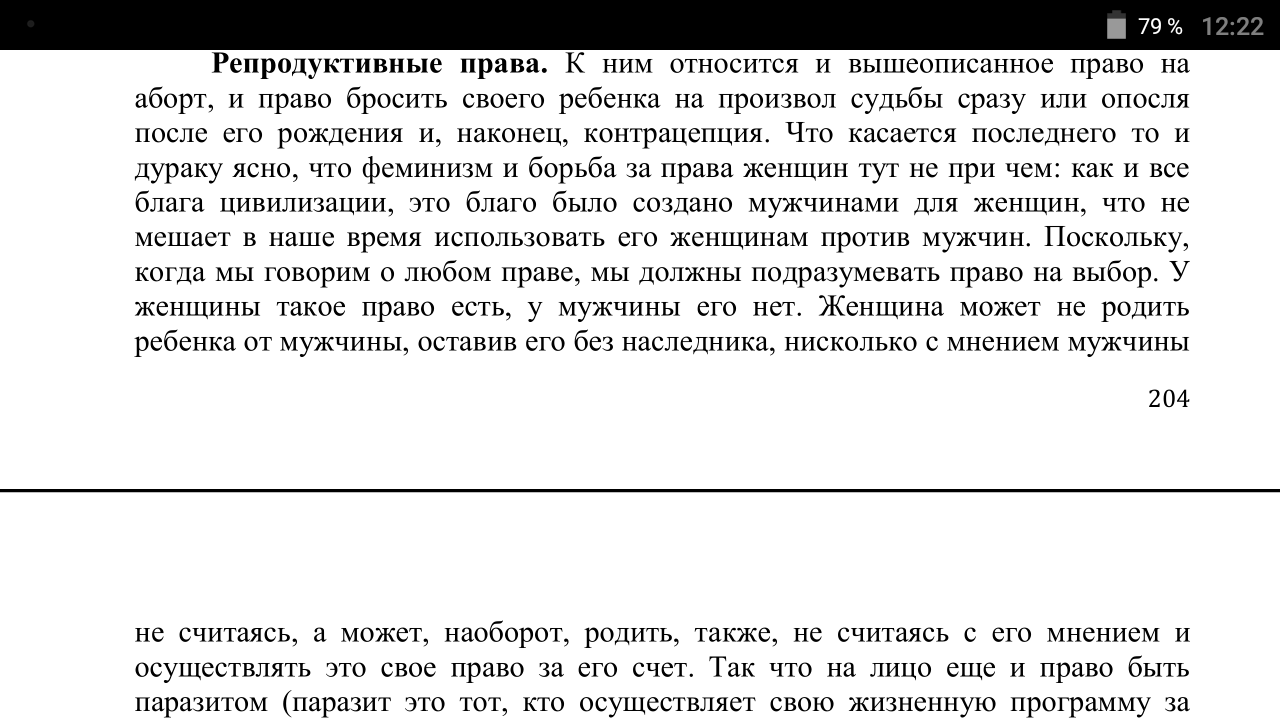 79 % 12:22
Репродуктивные права. К ним относится и вышеописанное право на
аборт, и право бросить своего ребенка на произвол судьбы сразу или опосля
после его рождения и, наконец, контрацепция. Что касается последнего то и
дураку ясно, что феминизм и борьба за права женщин тут не при чем: как и все
блага цивилизации, это благо было создано мужчинами для женщин, что не
мешает в наше время использовать его женщинам против мужчин. Поскольку,
когда мы говорим о любом праве, мы должны подразумевать право на выбор. У
женщины такое право есть, у мужчины его нет. Женщина может не родить
ребенка от мужчины, оставив его без наследника, нисколько с мнением мужчины
204
не считаясь, а может, наоборот, родить, также, не считаясь с его мнением и
осуществлять это свое право за его счет. Так что на лицо еще и право быть
паразитом (паразит это тот, кто осуществляет свою жизненную программу за